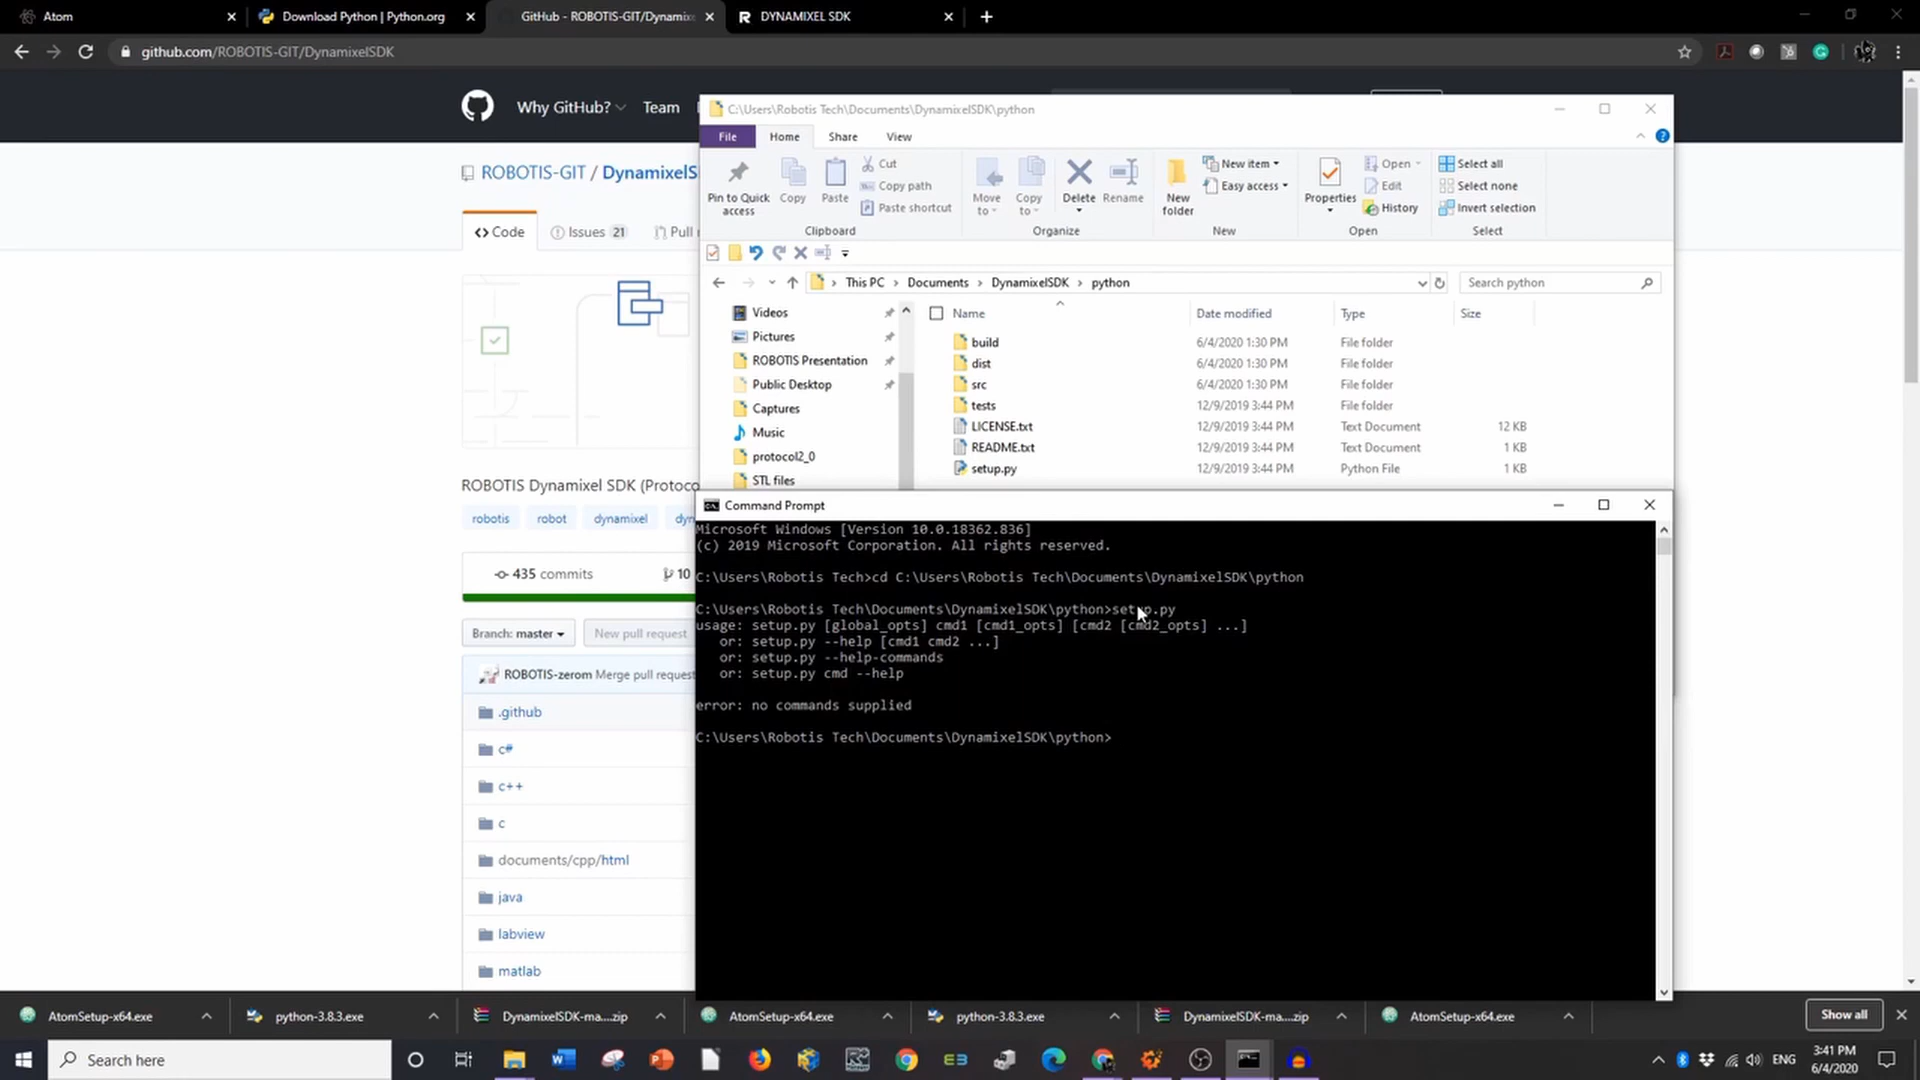 Atom
Download Python | Python.org
GitHub - ROBOTIS-GIT/Dynamix
DYNAMIXEL SDK
github.com/ROBOTIS-GIT/DynamixelSDK
Why GitHub?
Team
ROBOTIS-GIT / DynamixelS
Code
Issues 21
Pull r
ROBOTIS Dynamixel SDK (Protoco
robotis
robot
dynamixel
dyn
435 commits
10
Branch: master
New pull request
ROBOTIS-zerom Merge pull request
.github
c#
c++
c
documents/cpp/html
java
labview
matlab
C:\Users\Robotis Tech\Documents\DynamixelSDK\python
File
Home
Share
View
Pin to Quick access
Copy
Paste
Cut
Copy path
Paste shortcut
Clipboard
Move to
Copy to
Delete
Rename
Organize
New folder
New item
Easy access
New
Properties
Open
Edit
History
Open
Select all
Select none
Invert selection
Select
This PC
Documents
DynamixelSDK
python
Search python
Videos
Pictures
ROBOTIS Presentation
Public Desktop
Captures
Music
protocol2_0
STL files
Name Date modified Type Size
build 6/4/2020 1:30 PM File folder
dist 6/4/2020 1:30 PM File folder
src 6/4/2020 1:30 PM File folder
tests 12/9/2019 3:44 PM File folder
LICENSE.txt 12/9/2019 3:44 PM Text Document 12 KB
README.txt 12/9/2019 3:44 PM Text Document 1 KB
setup.py 12/9/2019 3:44 PM Python File 1 KB
Command Prompt
Microsoft Windows [Version 10.0.18362.836]
(c) 2019 Microsoft Corporation. All rights reserved.
C:\Users\Robotis Tech>cd C:\Users\Robotis Tech\Documents\DynamixelSDK\python
C:\Users\Robotis Tech\Documents\DynamixelSDK\python>setup.py
usage: setup.py [global_opts] cmd1 [cmd1_opts] [cmd2 [cmd2_opts] ...]
or: setup.py --help [cmd1 cmd2 ...]
or: setup.py --help-commands
or: setup.py cmd --help
error: no commands supplied
C:\Users\Robotis Tech\Documents\DynamixelSDK\python>
AtomSetup-x64.exe
python-3.8.3.exe
DynamixelSDK-ma....zip
AtomSetup-x64.exe
python-3.8.3.exe
DynamixelSDK-ma....zip
AtomSetup-x64.exe
Show all
Search here
ENG
3:41 PM
6/4/2020